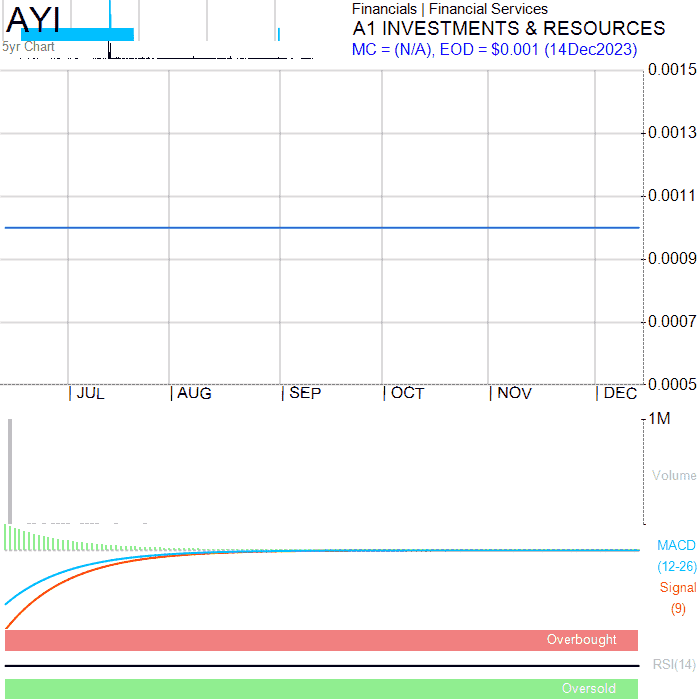 AYI
5yr Chart
Financials | Financial Services
A1 INVESTMENTS & RESOURCES
MC = (N/A), EOD = $0.001 (14Dec2023)
0.0015
0.0013
0.0011
0.0009
0.0007
0.0005
| JUL | AUG | SEP | OCT | NOV | DEC
1M
Volume
MACD
(12-26)
Signal
(9)
Overbought
RSI(14)
Oversold